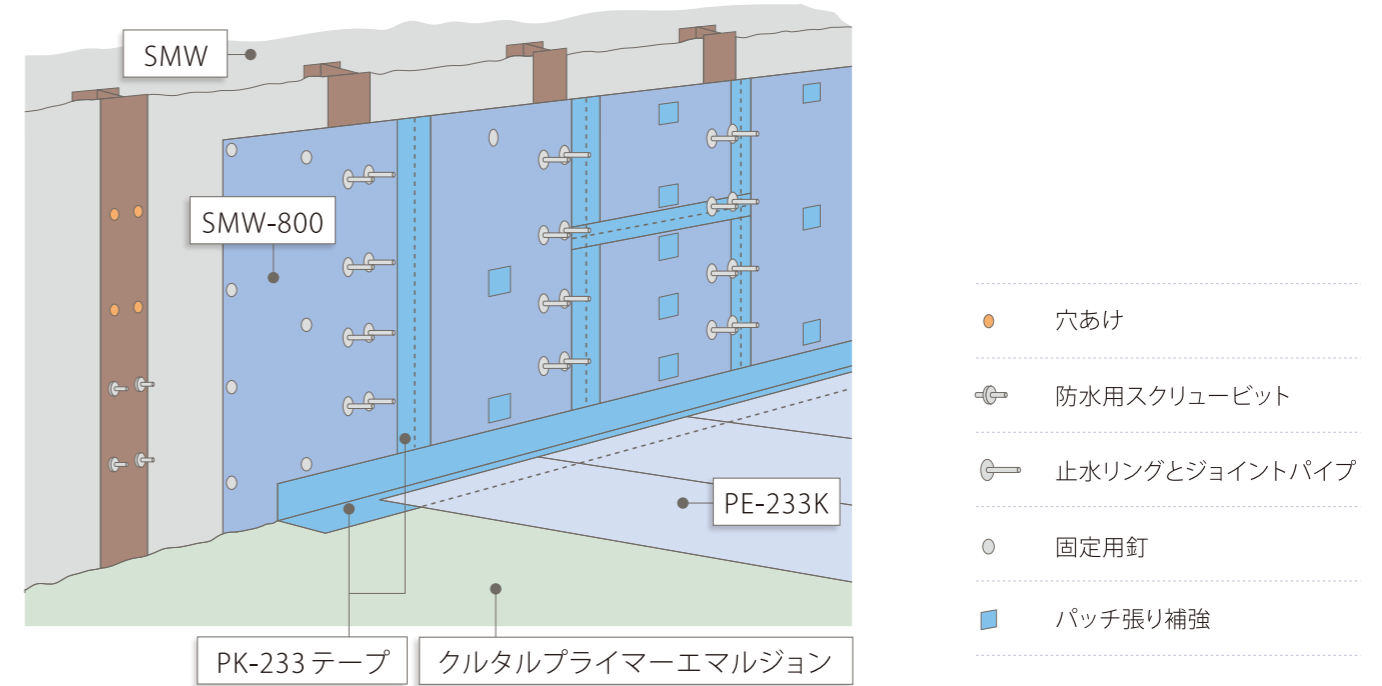 SMW
SMW-800
PE-233K
PK-233テープ
クルタルプライマーエマルジョン
穴あけ
防水用スクリュービット
止水リングとジョイントパイプ
固定用釘
パッチ張り補強